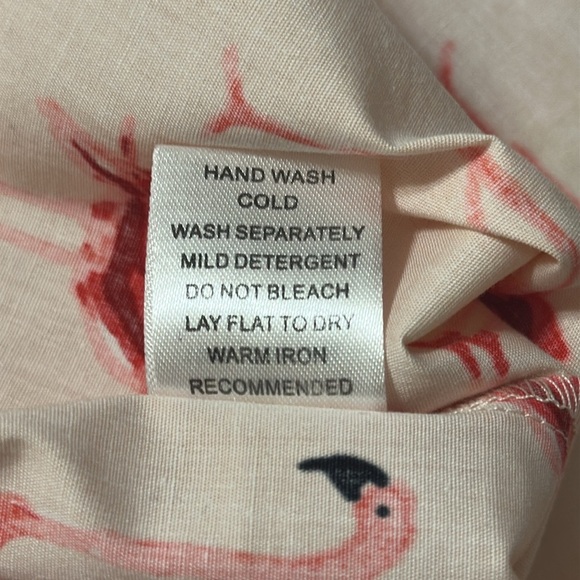 HAND WASH
COLD
WASH SEPARATELY
MILD DETERGENT
DO NOT BLEACH
LAY FLAT TO DRY
WARM IRON
RECOMMENDED